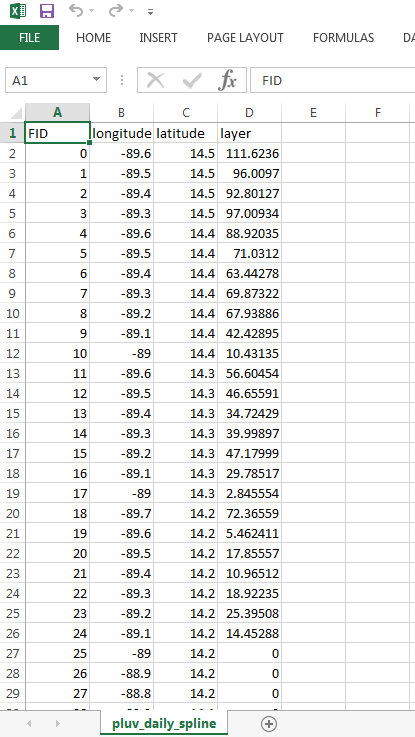 FILE HOME INSERT PAGE LAYOUT FORMULAS DA
A1 fx FID
A B C D E F
1 FID longitude latitude layer
2 0 -89.6 14.5 111.6236
3 1 -89.5 14.5 96.0097
4 2 -89.4 14.5 92.80127
5 3 -89.3 14.5 97.00934
6 4 -89.6 14.4 88.92035
7 5 -89.5 14.4 71.0312
8 6 -89.4 14.4 63.44278
9 7 -89.3 14.4 69.87322
10 8 -89.2 14.4 67.93886
11 9 -89.1 14.4 42.42895
12 10 -89 14.4 10.43135
13 11 -89.6 14.3 56.60454
14 12 -89.5 14.3 46.65591
15 13 -89.4 14.3 34.72429
16 14 -89.3 14.3 39.99897
17 15 -89.2 14.3 47.17999
18 16 -89.1 14.3 29.78517
19 17 -89 14.3 2.845554
20 18 -89.7 14.2 72.36559
21 19 -89.6 14.2 5.462411
22 20 -89.5 14.2 17.85557
23 21 -89.4 14.2 10.96512
24 22 -89.3 14.2 18.92235
25 23 -89.2 14.2 25.39508
26 24 -89.1 14.2 14.45288
27 25 -89 14.2 0
28 26 -88.9 14.2 0
29 27 -88.8 14.2 0
pluv_daily_spline